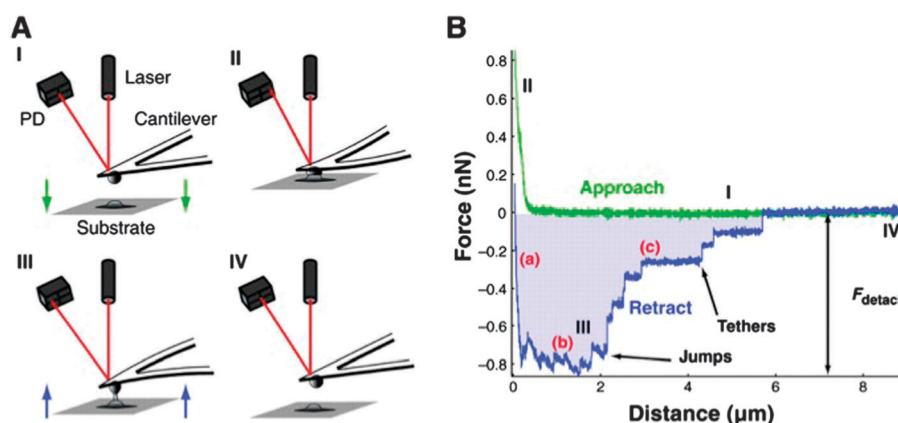 A
I
PD
Laser
Cantilever
Substrate
II
III
IV
B
Force (nN)
0.8
0.6
0.4
0.2
0
-0.2
-0.4
-0.6
-0.8
II
Approach
I
IV
(a)
(c)
Retract
III
(b)
Tethers
Jumps
0
2
4
6
8
Distance (µm)